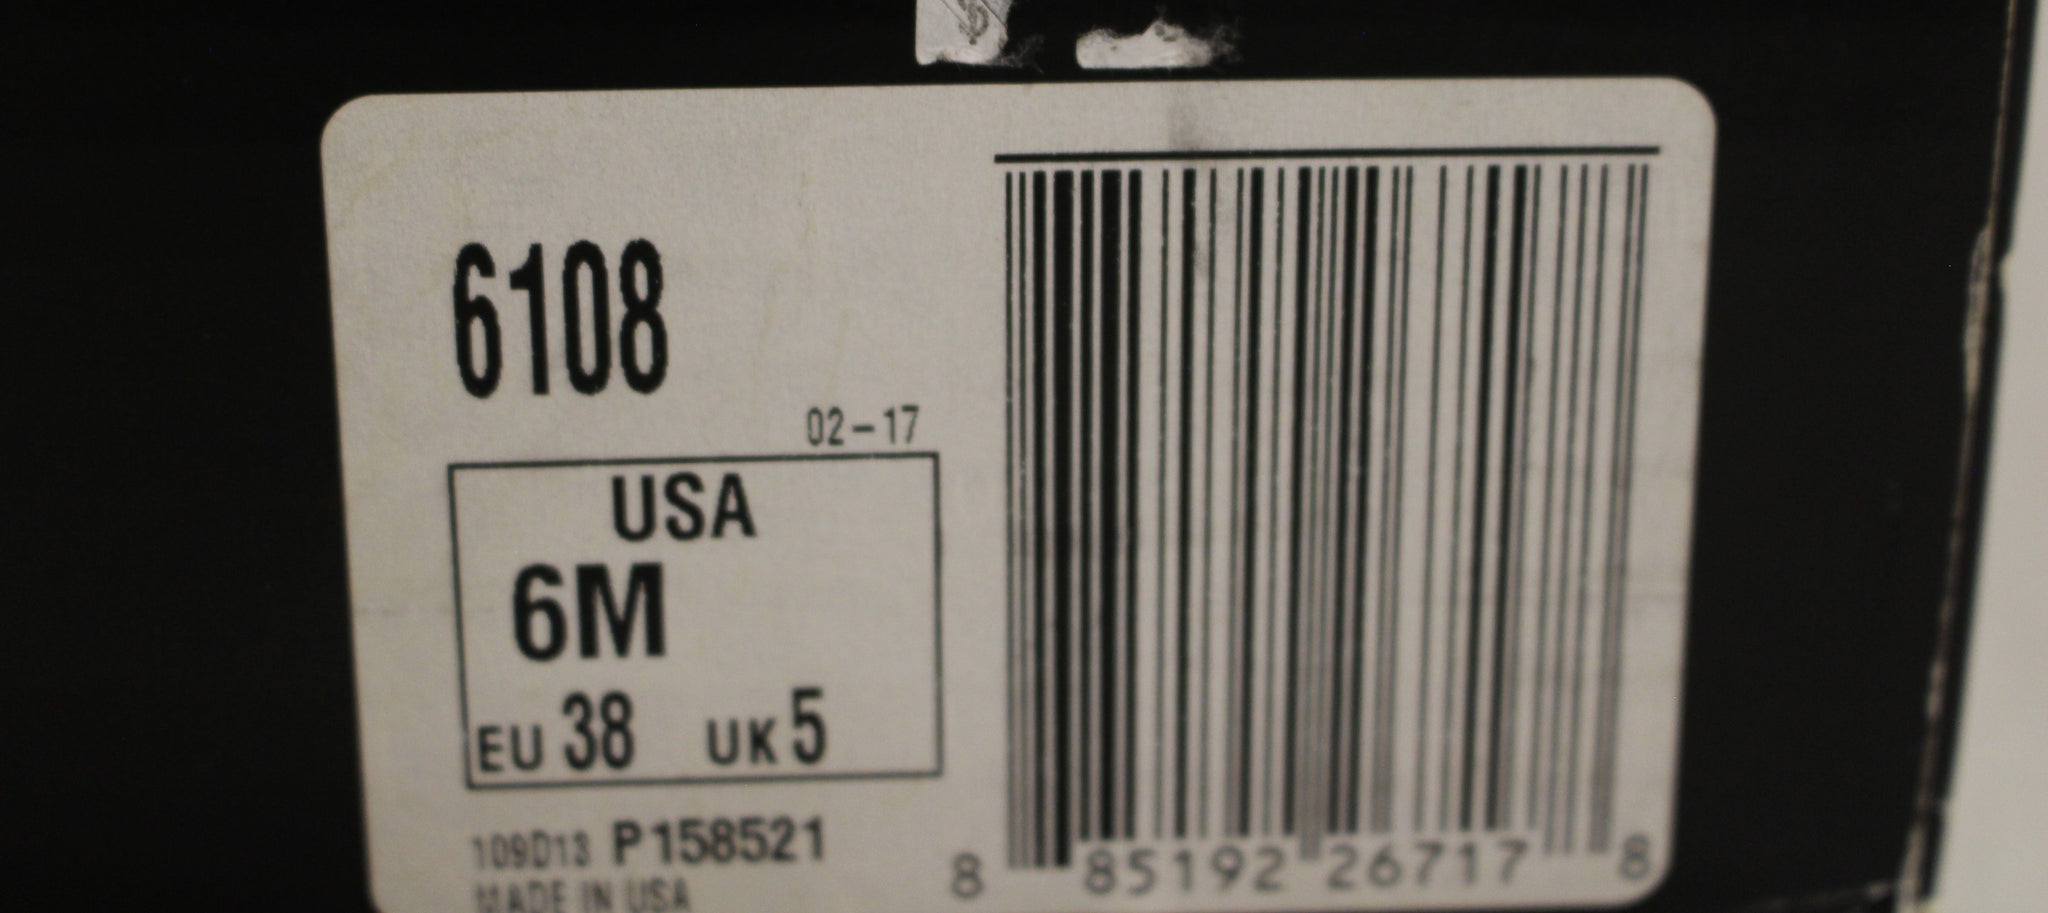 6108
02-17
USA
6M
EU 38 UK 5
109D13 P158521
MADE IN USA
8 85192 26717 8